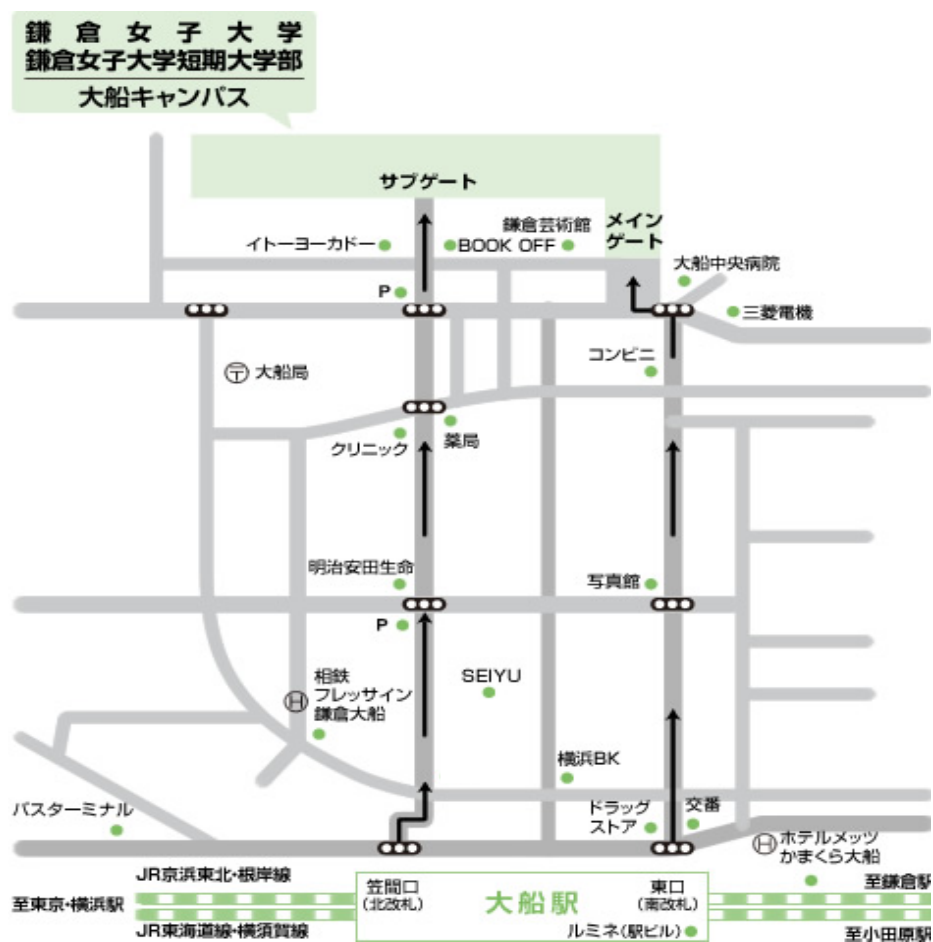 鎌倉女子大学
鎌倉女子大学短期大学部
大船キャンパス
サブゲート
イトーヨーカドー
BOOK OFF
鎌倉芸術館
メイン
ゲート
大船中央病院
P
三菱電機
コンビニ
〒
大船局
クリニック
薬局
明治安田生命
写真館
P
相鉄
フレッサイン
鎌倉大船
H
SEIYU
横浜BK
バスターミナル
ドラッグ
ストア
交番
H
ホテルメッツ
かまくら大船
JR京浜東北・根岸線
至東京・横浜駅
JR東海道線・横須賀線
笠間口
(北改札)
大船駅
東口
(南改札)
ルミネ(駅ビル)
至鎌倉駅
至小田原駅